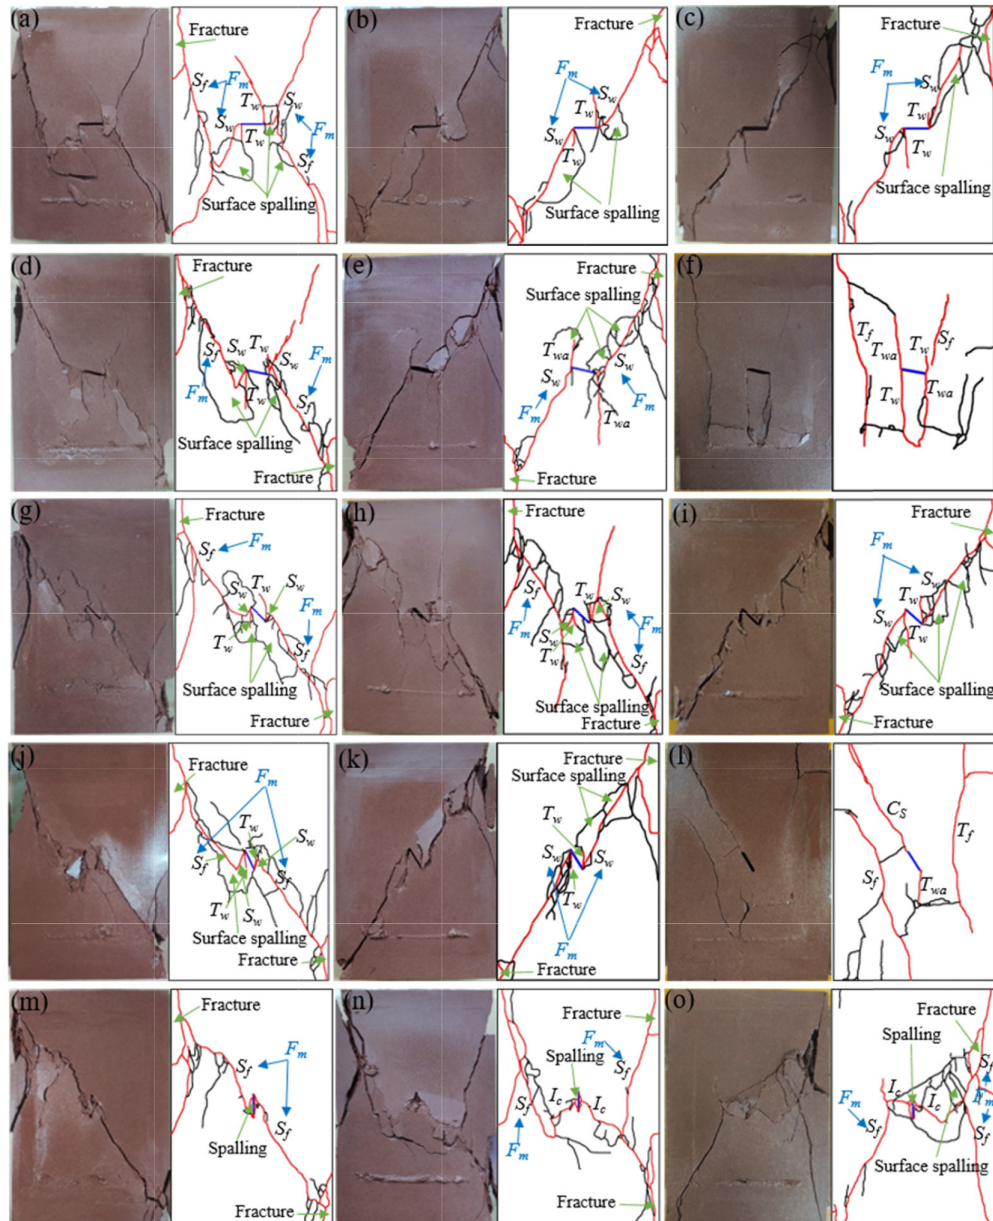 (a)
Fracture
Sf
Fm
Sw
Tw
Sw
Tw
Fm
Sf
Surface spalling
(b)
Fracture
Fm
Sw
Tw
Sw
Tw
Surface spalling
(c)
Fracture
Fm
Sw
Tw
Sw
Tw
Surface spalling
(d)
Fracture
Sf
Fm
Sw
Tw
Sw
Fm
Tw
Sf
Surface spalling
Fracture
(e)
Fracture
Surface spalling
Twa
Sw
Sw
Fm
Fm
Twa
Fracture
(f)
Tf
Twa
Tw
Sf
Tw
Twa
(g)
Fracture
Sf
Fm
Sw
Tw
Sw
Tw
Fm
Sf
Surface spalling
Fracture
(h)
Fracture
Sf
Fm
Sw
Tw
Tw
Sw
Fm
Sf
Surface spalling
Fracture
(i)
Fracture
Fm
Sw
Tw
Sw
Tw
Surface spalling
Fracture
(j)
Fracture
Fm
Tw
Sw
Sf
Sf
Tw
Sw
Surface spalling
Fracture
(k)
Fracture
Surface spalling
Tw
Sw
Sw
Tw
Fm
Fracture
(l)
CS
Tf
Sf
Twa
(m)
Fracture
Sf
Fm
Sf
Spalling
Fracture
(n)
Fracture
Fm
Spalling
Sf
Sf
Ic
Ic
Fm
Fracture
(o)
Fracture
Spalling
Sf
Fm
Ic
Ic
Fm
Sf
Sf
Surface spalling